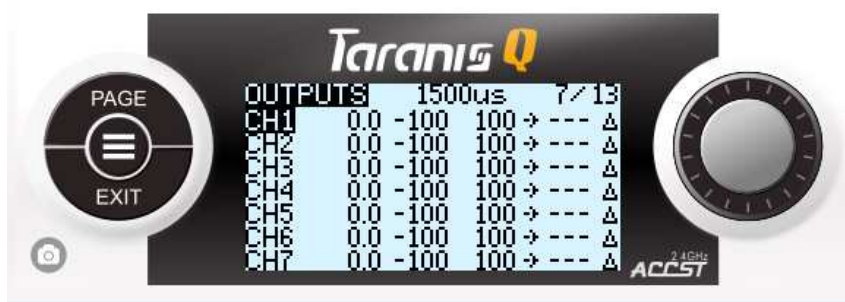 Taranis Q
PAGE
EXIT
OUTPUTS 1500us 7/13
CH1 0.0 -100 100 → --- Δ
CH2 0.0 -100 100 → --- Δ
CH3 0.0 -100 100 → --- Δ
CH4 0.0 -100 100 → --- Δ
CH5 0.0 -100 100 → --- Δ
CH6 0.0 -100 100 → --- Δ
CH7 0.0 -100 100 → --- Δ
2.4GHz
ACCST